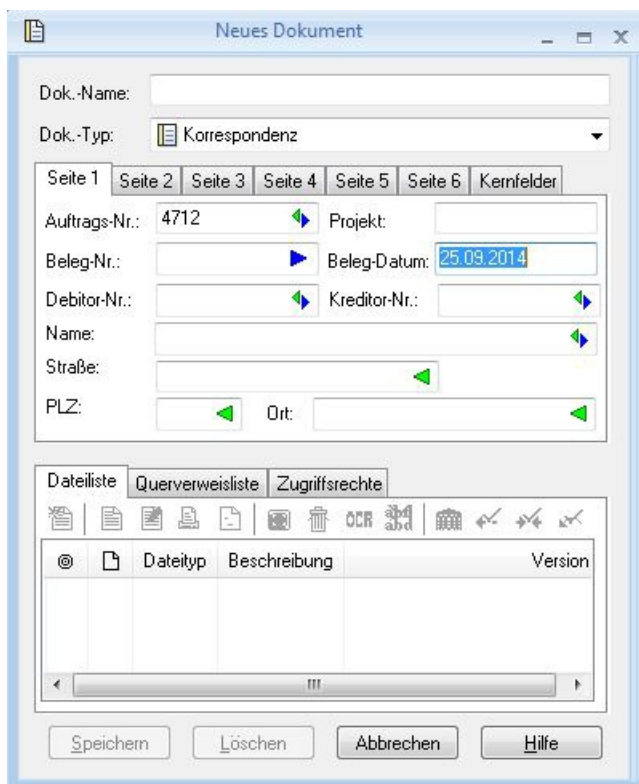 Neues Dokument
Dok.-Name:
Dok.-Typ: Korrespondenz
Seite 1 Seite 2 Seite 3 Seite 4 Seite 5 Seite 6 Kernfelder
Auftrags-Nr.: 4712 Projekt:
Beleg-Nr.: Beleg-Datum: 25.09.2014
Debitor-Nr.: Kreditor-Nr.:
Name:
Straße:
PLZ: Ort:
Dateiliste Querverweisliste Zugriffsrechte
OCR
Dateityp Beschreibung Version
Speichern Löschen Abbrechen Hilfe